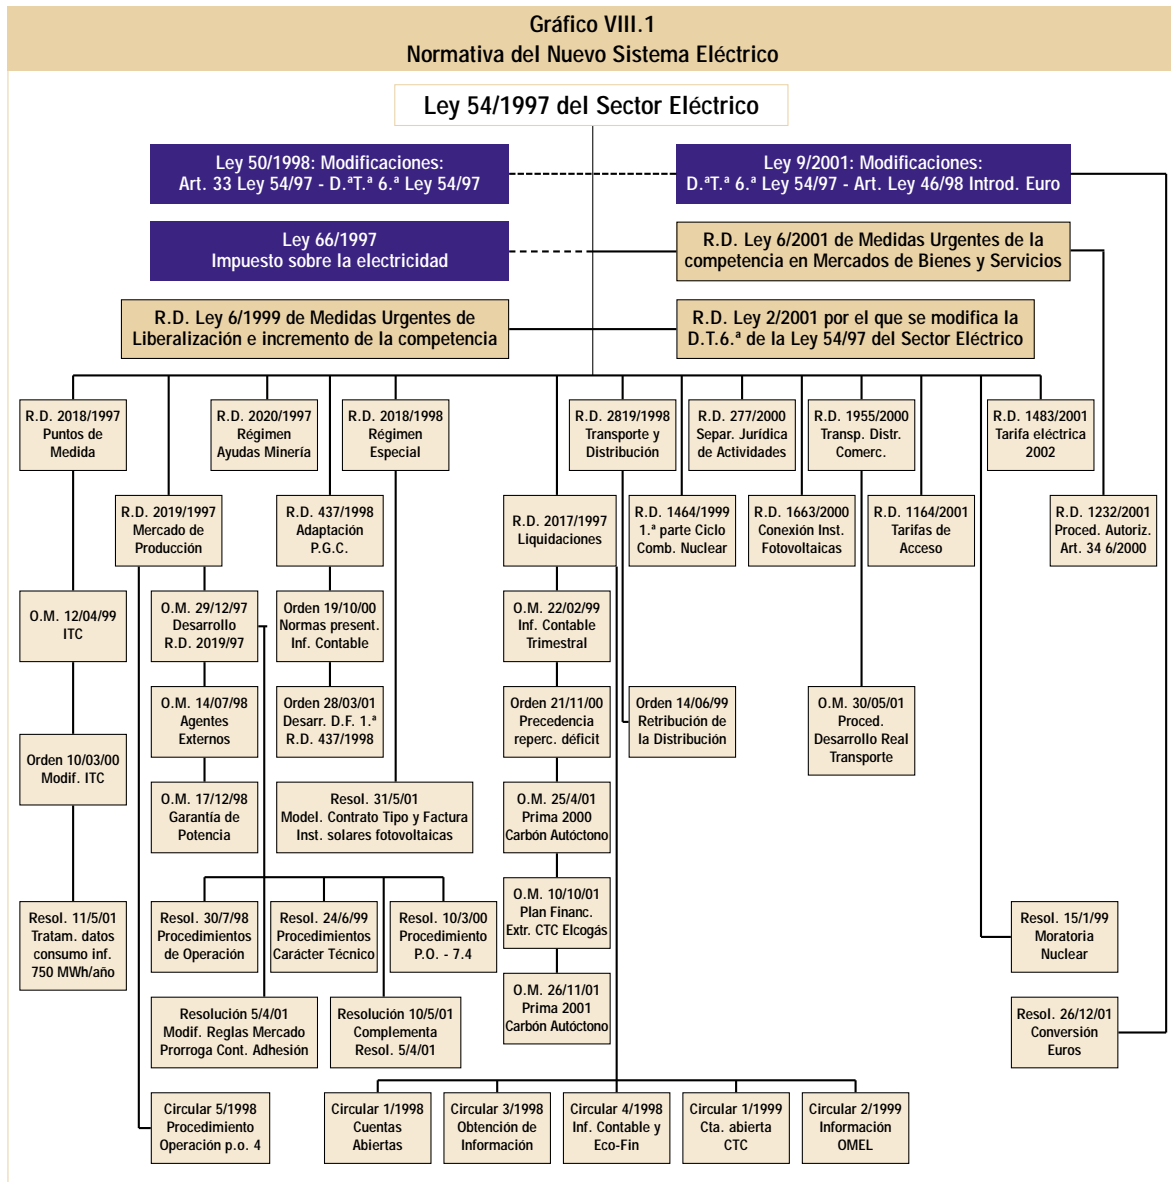 Gráfico VIII.1
Normativa del Nuevo Sistema Eléctrico
Ley 54/1997 del Sector Eléctrico
Ley 50/1998: Modificaciones:
Art. 33 Ley 54/97 - D.ªT.ª 6.ª Ley 54/97
Ley 9/2001: Modificaciones:
D.ªT.ª 6.ª Ley 54/97 - Art. Ley 46/98 Introd. Euro
Ley 66/1997
Impuesto sobre la electricidad
R.D. Ley 6/2001 de Medidas Urgentes de la
competencia en Mercados de Bienes y Servicios
R.D. Ley 6/1999 de Medidas Urgentes de
Liberalización e incremento de la competencia
R.D. Ley 2/2001 por el que se modifica la
D.T.6.ª de la Ley 54/97 del Sector Eléctrico
R.D. 2018/1997
Puntos de
Medida
R.D. 2020/1997
Régimen
Ayudas Minería
R.D. 2018/1998
Régimen
Especial
R.D. 2819/1998
Transporte y
Distribución
R.D. 277/2000
Separ. Jurídica
de Actividades
R.D. 1955/2000
Transp. Distr.
Comerc.
R.D. 1483/2001
Tarifa eléctrica
2002
R.D. 2019/1997
Mercado de
Producción
R.D. 437/1998
Adaptación
P.G.C.
R.D. 2017/1997
Liquidaciones
R.D. 1464/1999
1.ª parte Ciclo
Comb. Nuclear
R.D. 1663/2000
Conexión Inst.
Fotovoltaicas
R.D. 1164/2001
Tarifas de
Acceso
R.D. 1232/2001
Proced. Autoriz.
Art. 34 6/2000
O.M. 12/04/99
ITC
O.M. 29/12/97
Desarrollo
R.D. 2019/97
Orden 19/10/00
Normas present.
Inf. Contable
O.M. 22/02/99
Inf. Contable
Trimestral
O.M. 14/07/98
Agentes
Externos
Orden 28/03/01
Desarr. D.F. 1.ª
R.D. 437/1998
Orden 21/11/00
Precedencia
reperc. déficit
Orden 14/06/99
Retribución de
la Distribución
O.M. 30/05/01
Proced.
Desarrollo Real
Transporte
Orden 10/03/00
Modif. ITC
O.M. 17/12/98
Garantía de
Potencia
Resol. 31/5/01
Model. Contrato Tipo y Factura
Inst. solares fotovoltaicas
O.M. 25/4/01
Prima 2000
Carbón Autóctono
Resol. 11/5/01
Tratam. datos
consumo inf.
750 MWh/año
Resol. 30/7/98
Procedimientos
de Operación
Resol. 24/6/99
Procedimientos
Carácter Técnico
Resol. 10/3/00
Procedimiento
P.O. - 7.4
O.M. 10/10/01
Plan Financ.
Extr. CTC Elcogás
Resol. 15/1/99
Moratoria
Nuclear
Resolución 5/4/01
Modif. Reglas Mercado
Prorroga Cont. Adhesión
Resolución 10/5/01
Complementa
Resol. 5/4/01
O.M. 26/11/01
Prima 2001
Carbón Autóctono
Resol. 26/12/01
Conversión
Euros
Circular 5/1998
Procedimiento
Operación p.o. 4
Circular 1/1998
Cuentas
Abiertas
Circular 3/1998
Obtención de
Información
Circular 4/1998
Inf. Contable y
Eco-Fin
Circular 1/1999
Cta. abierta
CTC
Circular 2/1999
Información
OMEL